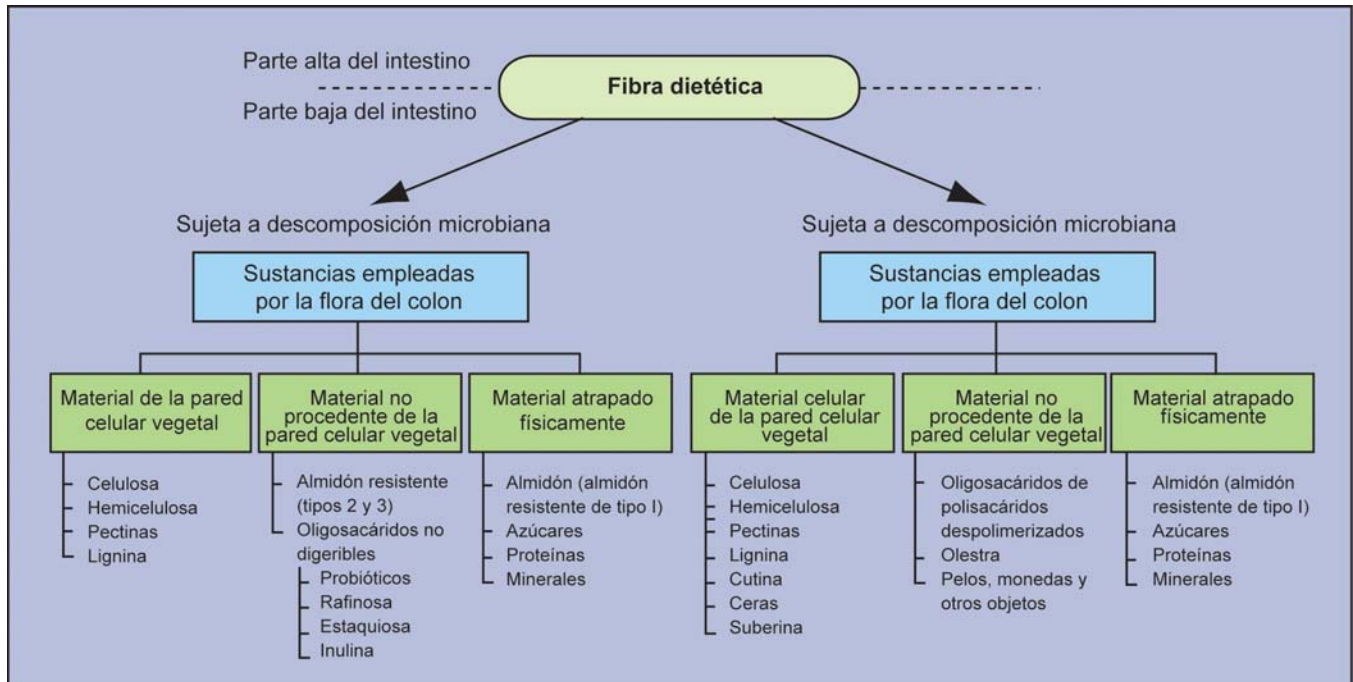 Parte alta del intestino
Fibra dietética
Parte baja del intestino
Sujeta a descomposición microbiana
Sustancias empleadas
por la flora del colon
Material de la pared
celular vegetal
Celulosa
Hemicelulosa
Pectinas
Lignina
Material no
procedente de la
pared celular vegetal
Almidón resistente
(tipos 2 y 3)
Oligosacáridos no
digeribles
Probióticos
Rafinosa
Estaquiosa
Inulina
Material atrapado
físicamente
Almidón (almidón
resistente de tipo I)
Azúcares
Proteínas
Minerales
Sujeta a descomposición microbiana
Sustancias empleadas
por la flora del colon
Material celular
de la pared celular
vegetal
Celulosa
Hemicelulosa
Pectinas
Lignina
Cutina
Ceras
Suberina
Material no
procedente de la
pared celular vegetal
Oligosacáridos de
polisacáridos
despolimerizados
Olestra
Pelos, monedas y
otros objetos
Material atrapado
físicamente
Almidón (almidón
resistente de tipo I)
Azúcares
Proteínas
Minerales